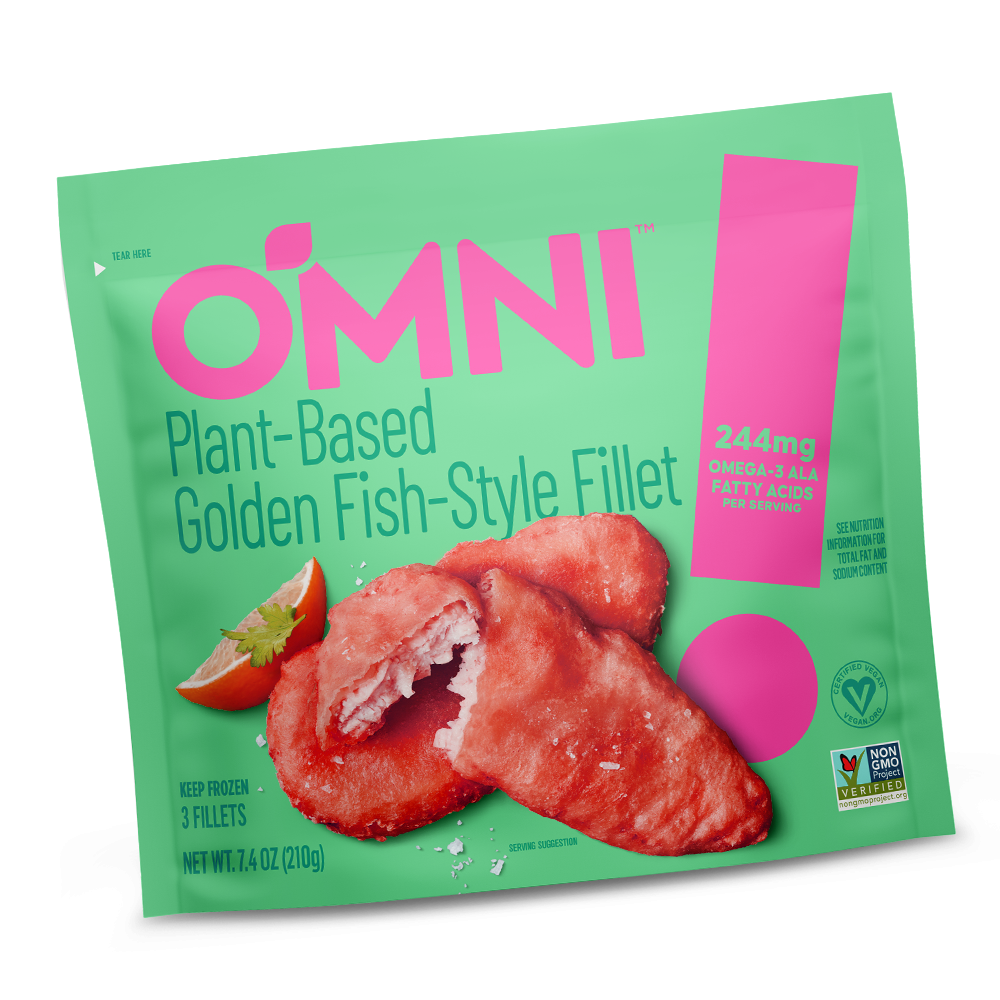 TEAR HERE
OMNI™
Plant-Based
Golden Fish-Style Fillet
244mg
OMEGA-3 ALA
FATTY ACIDS
PER SERVING
SEE NUTRITION
INFORMATION FOR
TOTAL FAT AND
SODIUM CONTENT
CERTIFIED VEGAN
VEGAN.ORG
NON
GMO
Project
VERIFIED
nongmoproject.org
KEEP FROZEN
3 FILLETS
NET WT. 7.4 OZ (210g)
SERVING SUGGESTION